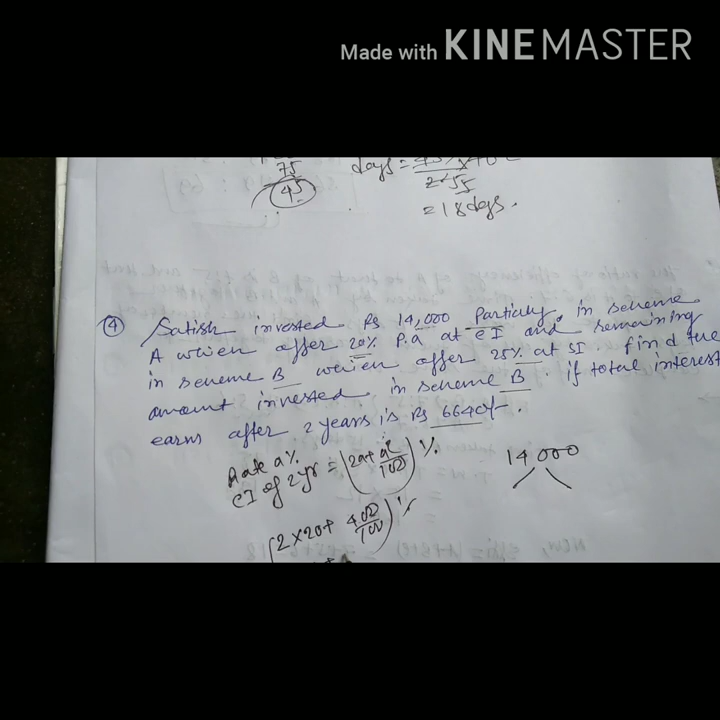 Made with KINEMASTER
75
45
= 18 days.
④ Satish invested Rs 14,000 Partially in scheme
A which offer 20% P.a at CI and remaining
in scheme B which offer 25% at SI. find the
amount invested in scheme B. if total interest
earn after 2 years is Rs 6640/-.
Rate a%
CI of 2 yr = (2a + a²/100) %
14000
(2×20+ 400/100) %